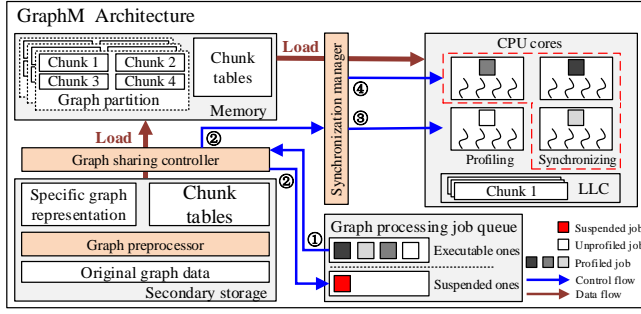 GraphM Architecture
Chunk 1
Chunk 2
Chunk 3
Chunk 4
Graph partition
Chunk
tables
Memory
Load
Load
Synchronization manager
CPU cores
④
③
Profiling
Synchronizing
Chunk 1
LLC
②
Graph sharing controller
②
①
Specific graph
representation
Chunk
tables
Graph preprocessor
Original graph data
Secondary storage
Graph processing job queue
Executable ones
Suspended ones
Suspended job
Unprofiled job
Profiled job
Control flow
Data flow